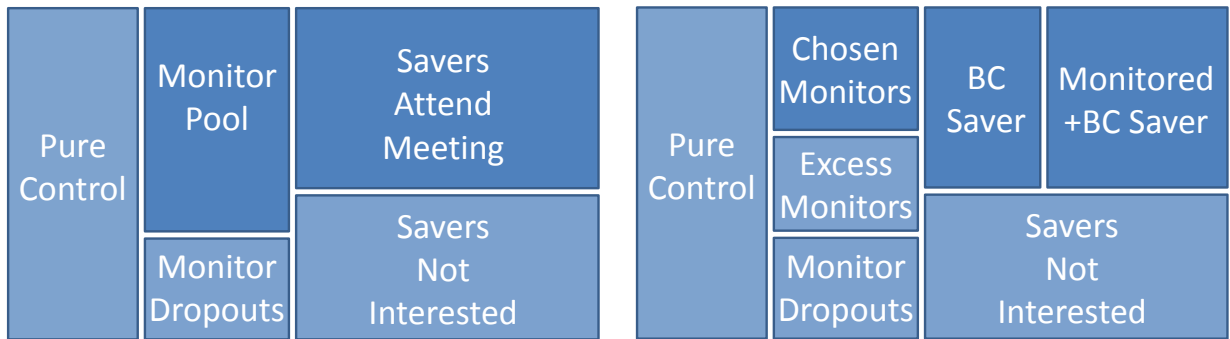 Pure
Control
Monitor
Pool
Monitor
Dropouts
Savers
Attend
Meeting
Savers
Not
Interested
Pure
Control
Chosen
Monitors
Excess
Monitors
Monitor
Dropouts
BC
Saver
Monitored
+BC Saver
Savers
Not
Interested